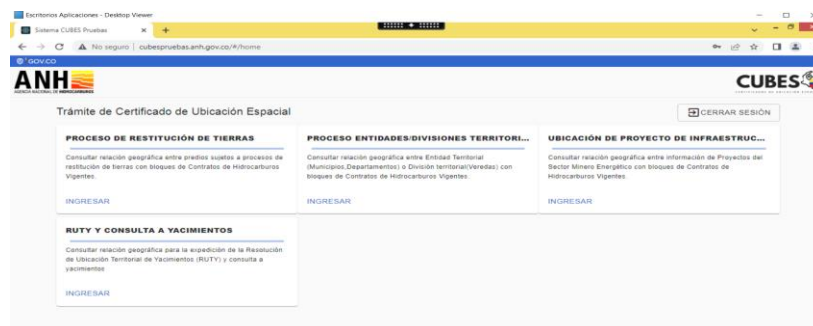 Escritorios Aplicaciones - Desktop Viewer
Sistema CUBES Pruebas
No seguro | cubespruebas.anh.gov.co/#/home
GOV.CO
ANH
AGENCIA NACIONAL DE HIDROCARBUROS
CUBES
Trámite de Certificado de Ubicación Espacial
CERRAR SESIÓN
PROCESO DE RESTITUCIÓN DE TIERRAS
Consultar relación geográfica entre predios sujetos a procesos de
restitución de tierras con bloques de Contratos de Hidrocarburos
Vigentes.
INGRESAR
PROCESO ENTIDADES/DIVISIONES TERRITORI...
Consultar relación geográfica entre Entidad Territorial
(Municipios,Departamentos) o División territorial(Veredas) con
bloques de Contratos de Hidrocarburos Vigentes.
INGRESAR
UBICACIÓN DE PROYECTO DE INFRAESTRUC...
Consultar relación geográfica entre información de Proyectos del
Sector Minero Energético con bloques de Contratos de
Hidrocarburos Vigentes.
INGRESAR
RUTY Y CONSULTA A YACIMIENTOS
Consultar relación geográfica para la expedición de la Resolución
de Ubicación Territorial de Yacimientos (RUTY) y consulta a
yacimientos
INGRESAR